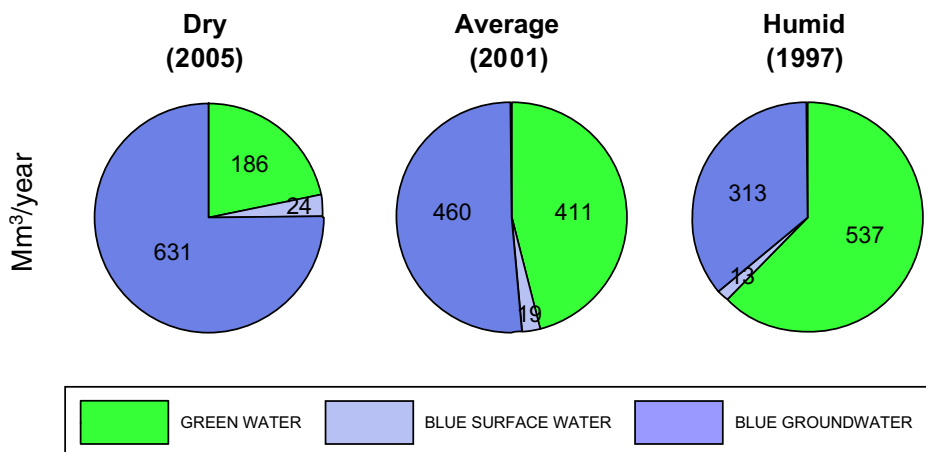 Dry
(2005)
Average
(2001)
Humid
(1997)
Mm³/year
186
24
631
460
411
19
313
13
537
GREEN WATER
BLUE SURFACE WATER
BLUE GROUNDWATER